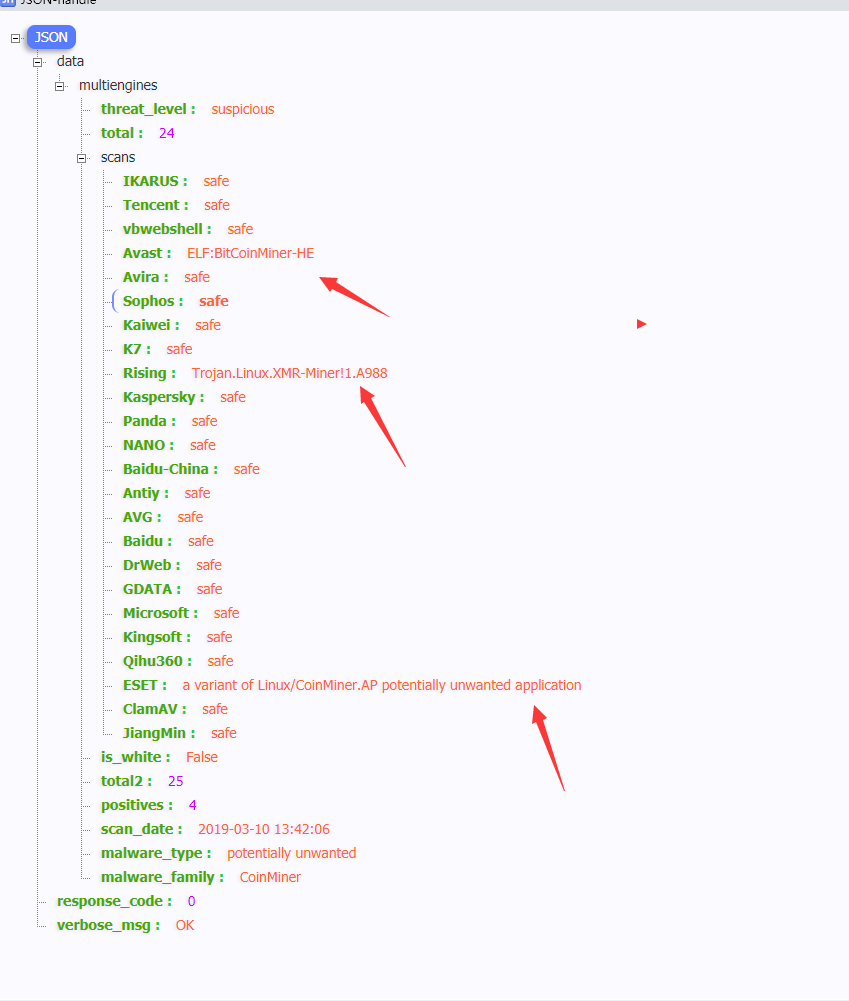 JSON-handle
JSON
data
multiengines
threat_level : suspicious
total : 24
scans
IKARUS : safe
Tencent : safe
vbwebshell : safe
Avast : ELF:BitCoinMiner-HE
Avira : safe
Sophos : safe
Kaiwei : safe
K7 : safe
Rising : Trojan.Linux.XMR-Miner!1.A988
Kaspersky : safe
Panda : safe
NANO : safe
Baidu-China : safe
Antiy : safe
AVG : safe
Baidu : safe
DrWeb : safe
GDATA : safe
Microsoft : safe
Kingsoft : safe
Qihu360 : safe
ESET : a variant of Linux/CoinMiner.AP potentially unwanted application
ClamAV : safe
JiangMin : safe
is_white : False
total2 : 25
positives : 4
scan_date : 2019-03-10 13:42:06
malware_type : potentially unwanted
malware_family : CoinMiner
response_code : 0
verbose_msg : OK